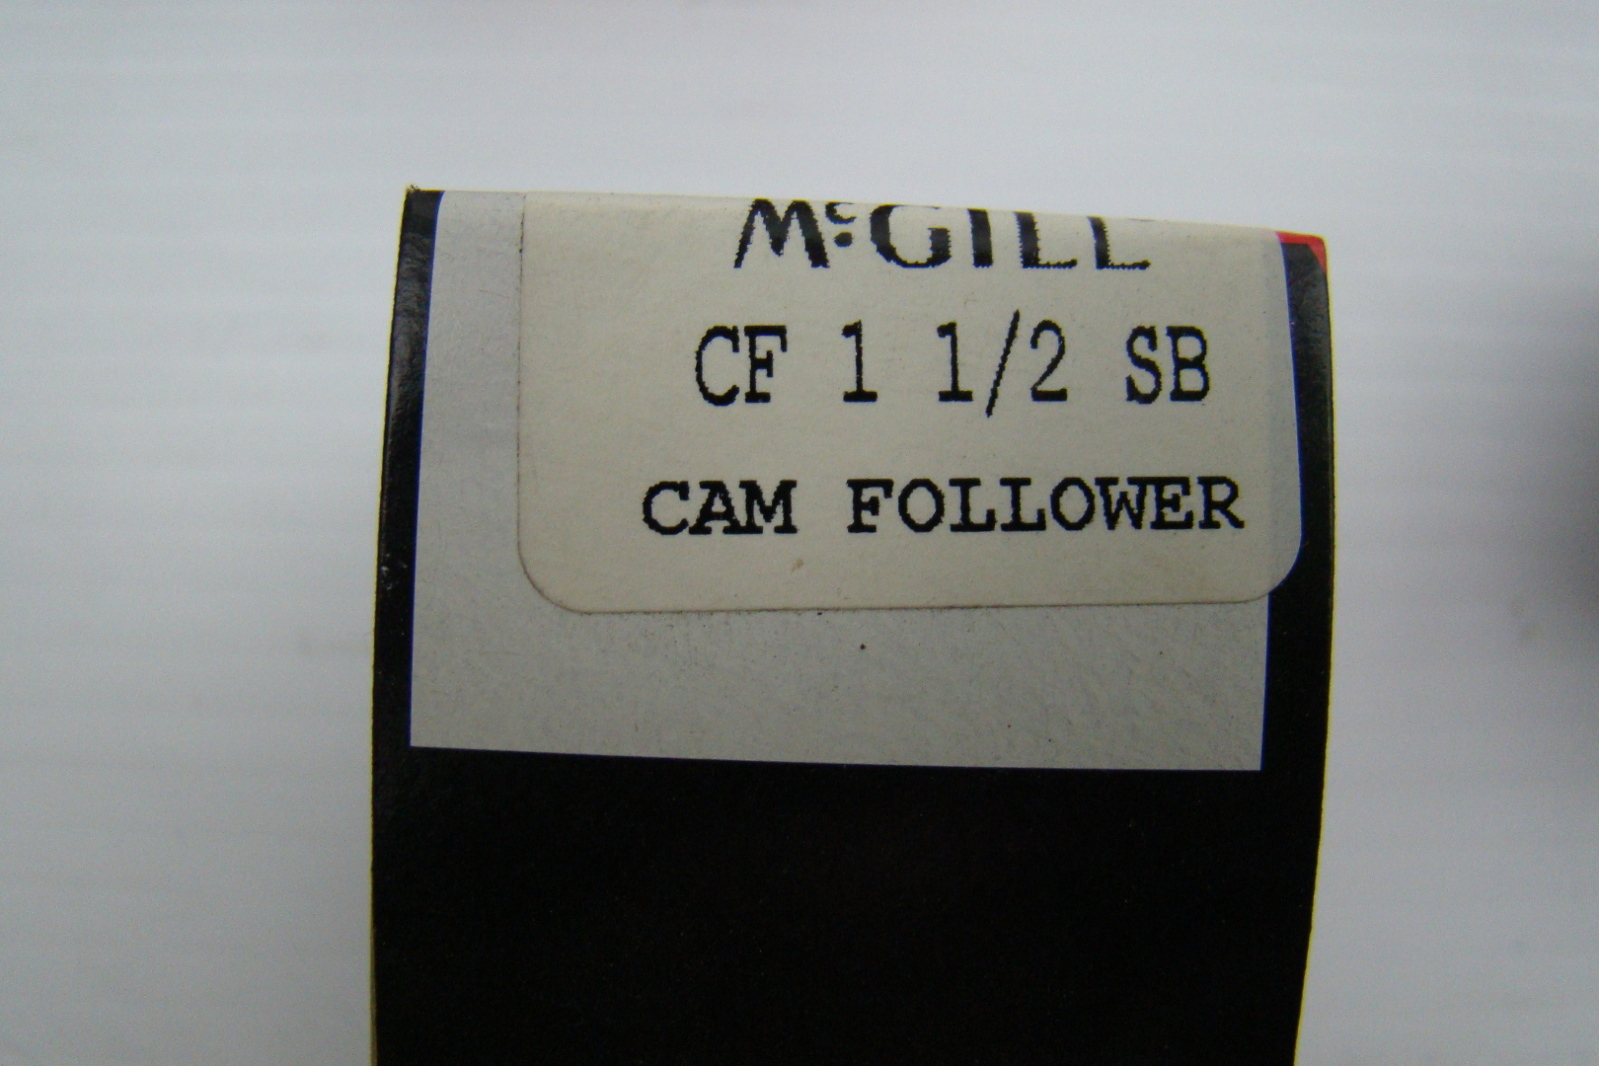 McGILL
CF 1 1/2 SB
CAM FOLLOWER